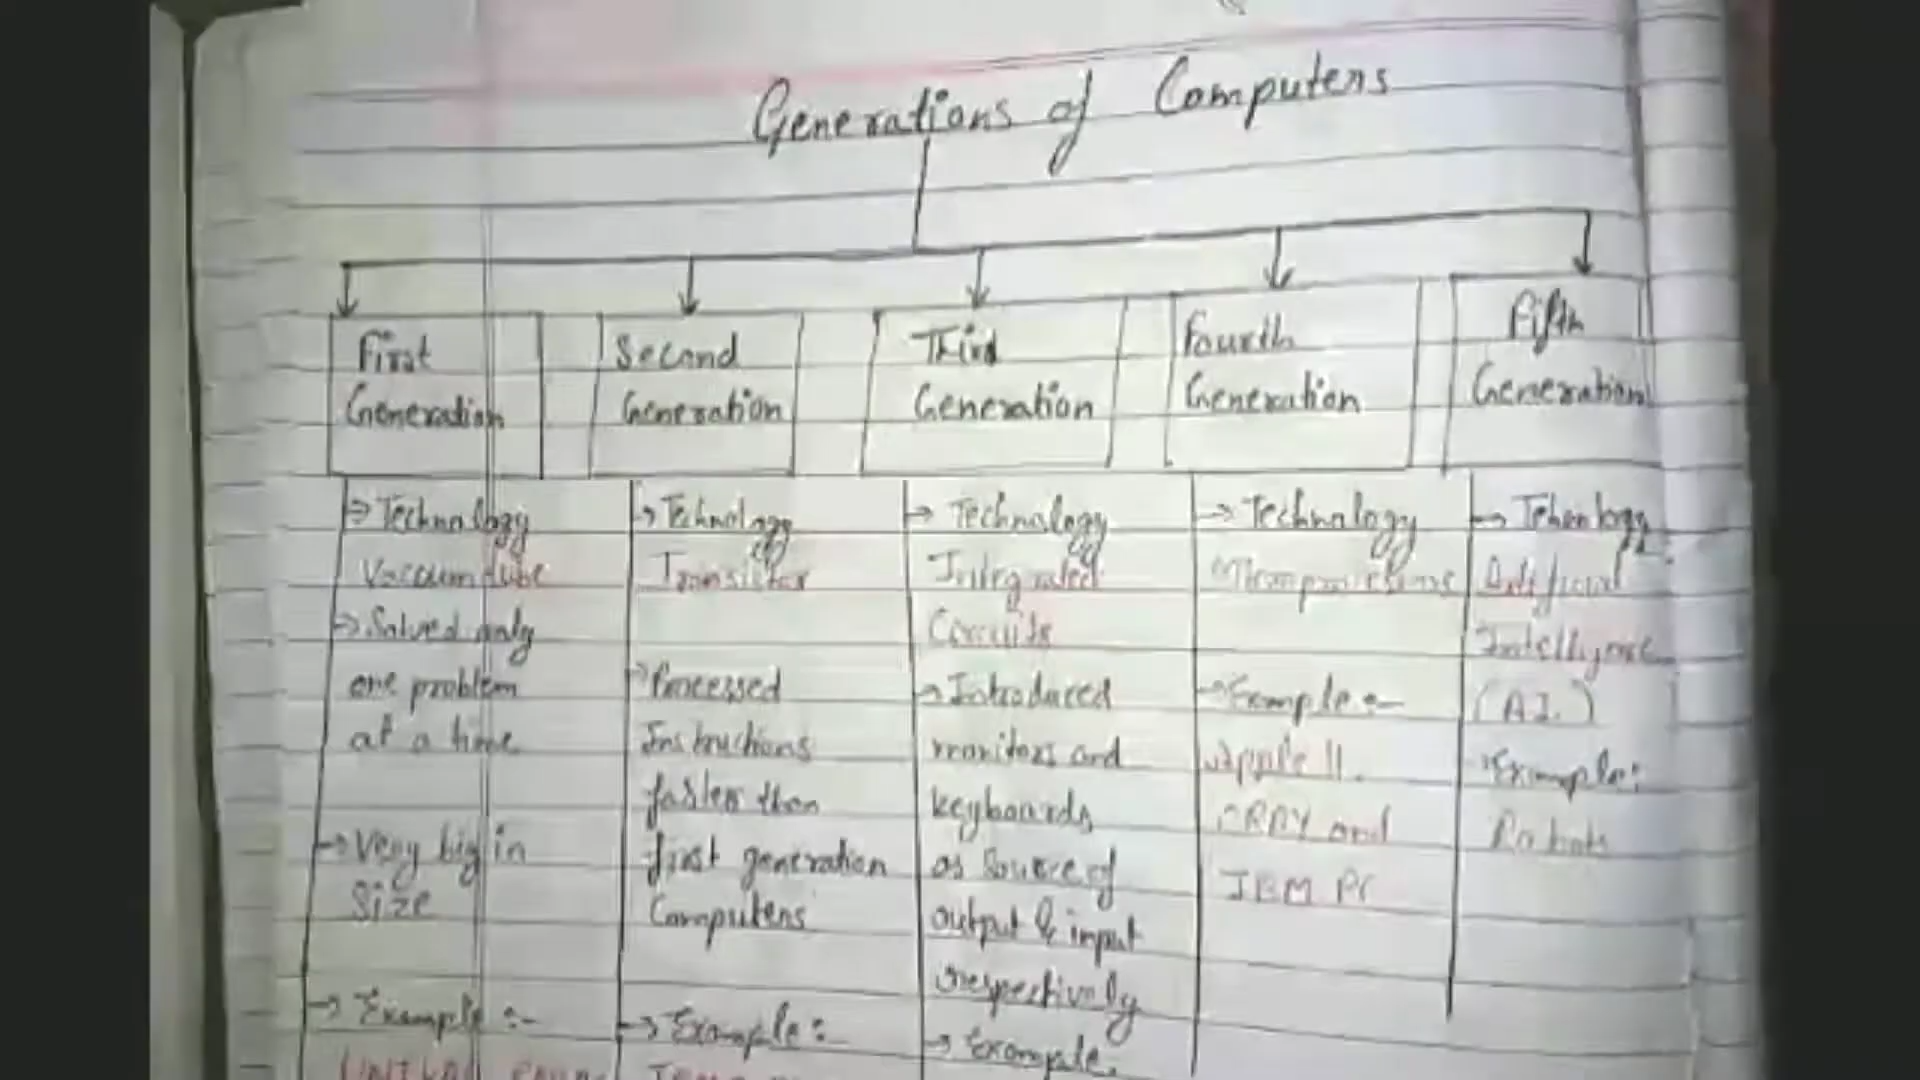 Generations of Computers
First
Generation
Second
Generation
Third
Generation
Fourth
Generation
Fifth
Generation
→ Technology
Vaccum tube
→ Solved only
one problem
at a time
→ Very big in
Size
→ Example :-
→ Technology
Transistor
→ Processed
Instructions
faster than
first generation
Computers
→ Example :-
→ Technology
Integrated
Circuits
→ Introduced
monitors and
keyboards
as Source of
output & input
respectively
→ Example.
→ Technology
→ Example :-
Apple II.
CRAY and
IBM PC
→ Tehnology
Intelligence
(AI.)
Example:
Robots